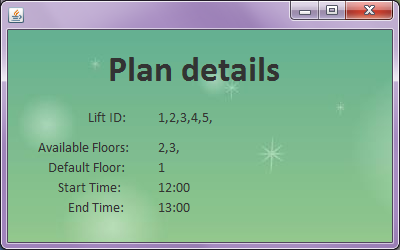 Plan details
Lift ID: 1,2,3,4,5,
Available Floors: 2,3,
Default Floor: 1
Start Time: 12:00
End Time: 13:00